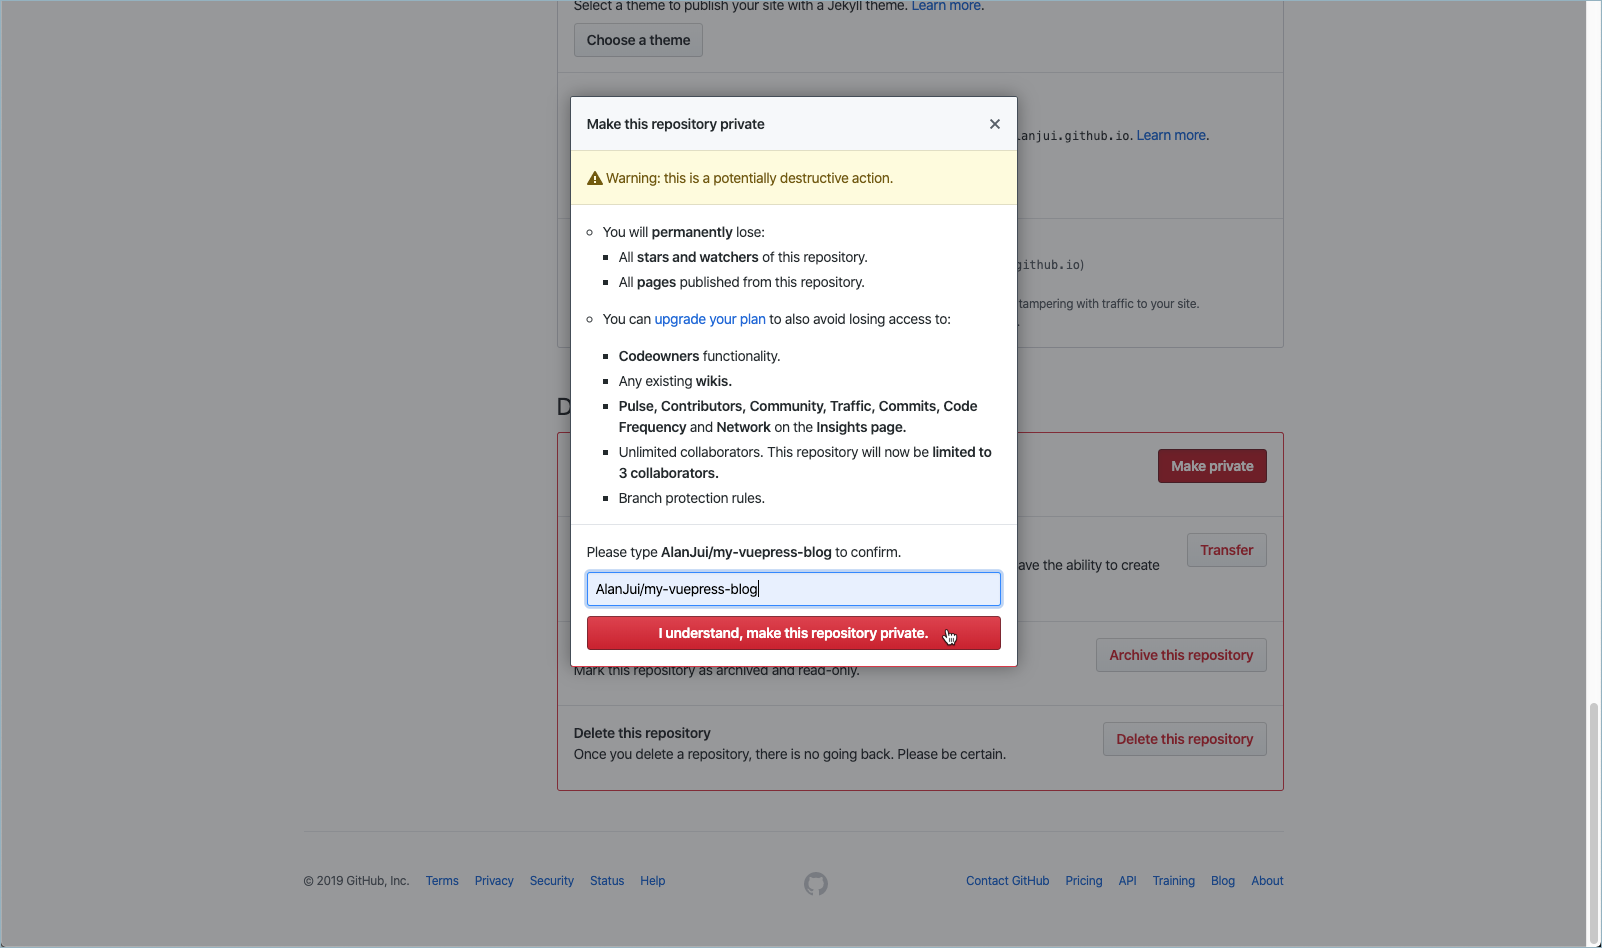 Select a theme to publish your site with a Jekyll theme. Learn more.
Choose a theme
Make this repository private
anjui.github.io. Learn more.
Warning: this is a potentially destructive action.
You will permanently lose:
All stars and watchers of this repository.
github.io)
All pages published from this repository.
tampering with traffic to your site.
You can upgrade your plan to also avoid losing access to:
Codeowners functionality.
Any existing wikis.
Pulse, Contributors, Community, Traffic, Commits, Code
Frequency and Network on the Insights page.
Unlimited collaborators. This repository will now be limited to
3 collaborators.
Make private
Branch protection rules.
Please type AlanJui/my-vuepress-blog to confirm.
Transfer
ave the ability to create
AlanJui/my-vuepress-blog
I understand, make this repository private.
Archive this repository
Mark this repository as archived and read-only.
Delete this repository
Once you delete a repository, there is no going back. Please be certain.
Delete this repository
© 2019 GitHub, Inc. Terms Privacy Security Status Help
Contact GitHub Pricing API Training Blog About